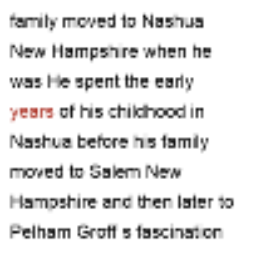 family moved to Nashua
New Hampshire when he
was He spent the early
years of his childhood in
Nashua before his family
moved to Salem New
Hampshire and then later to
Pelham Groff s fascination